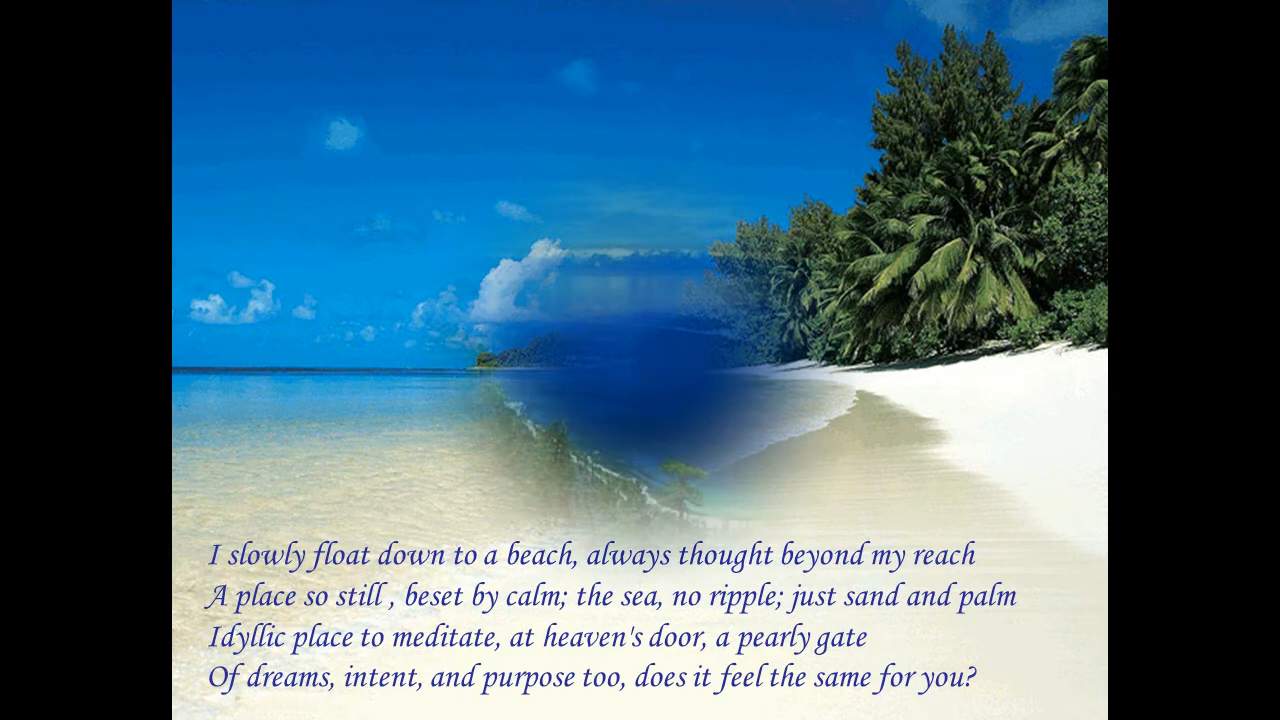 I slowly float down to a beach, always thought beyond my reach
A place so still , beset by calm; the sea, no ripple; just sand and palm
Idyllic place to meditate, at heaven's door, a pearly gate
Of dreams, intent, and purpose too, does it feel the same for you?